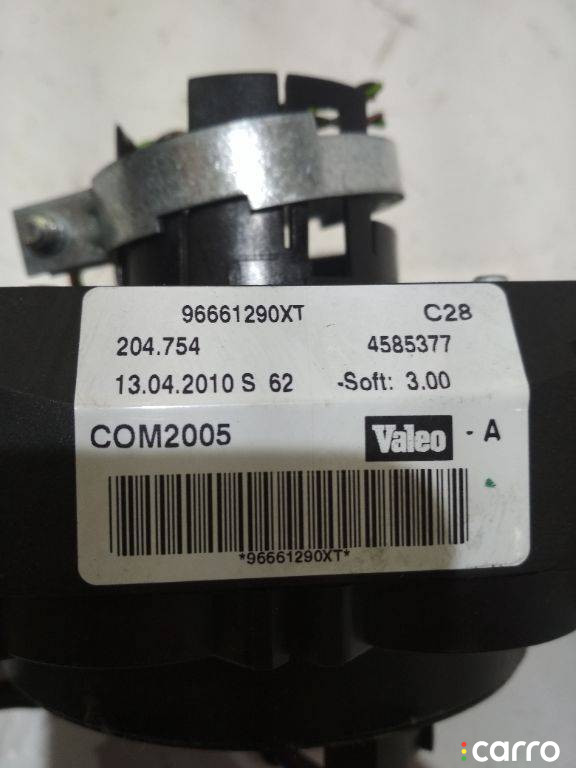 96661290XT C28
204.754 4585377
13.04.2010 S 62 -Soft: 3.00
COM2005 Valeo - A
*96661290XT*
carro